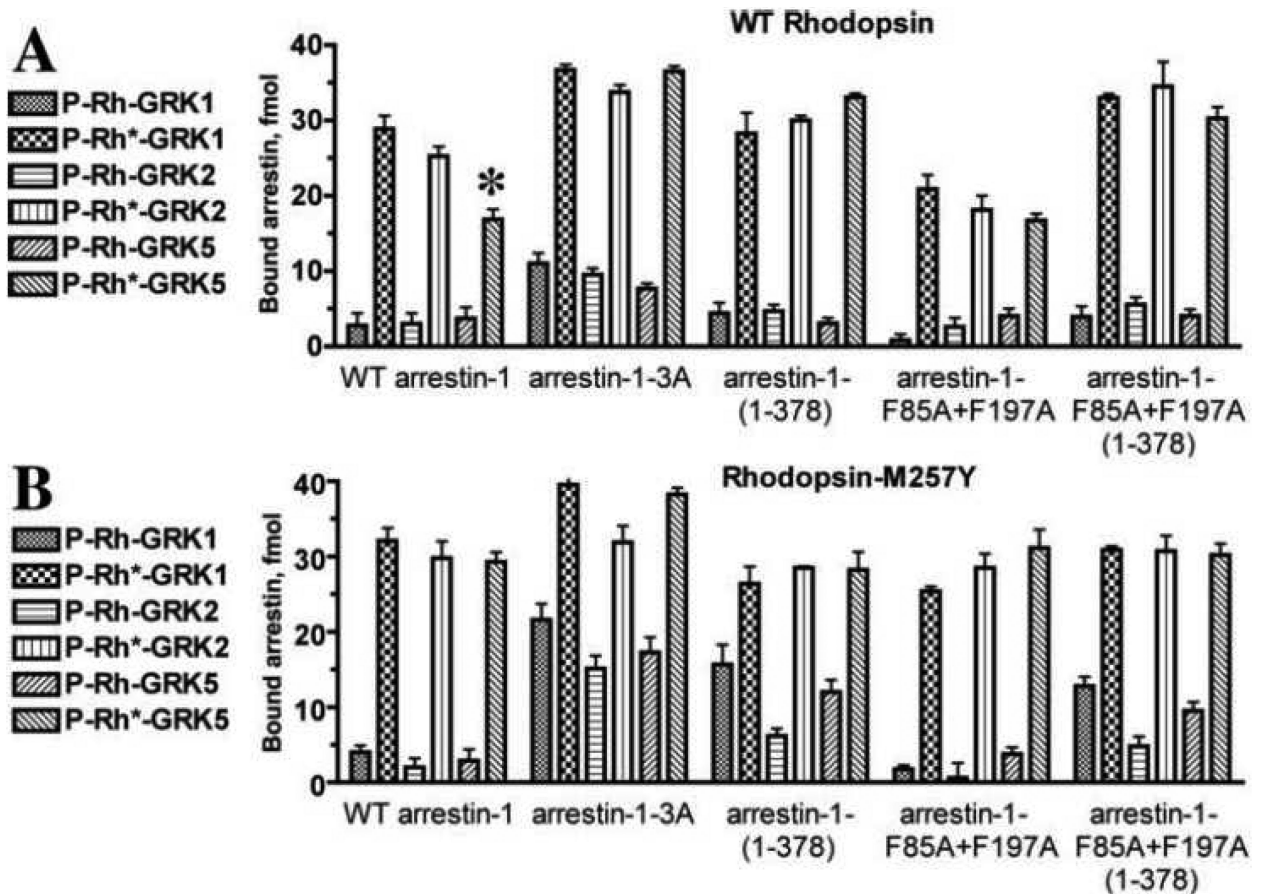 A
WT Rhodopsin
P-Rh-GRK1
P-Rh*-GRK1
P-Rh-GRK2
P-Rh*-GRK2
P-Rh-GRK5
P-Rh*-GRK5
Bound arrestin, fmol
40
30
20
10
0
*
WT arrestin-1
arrestin-1-3A
arrestin-1-
(1-378)
arrestin-1-
F85A+F197A
arrestin-1-
F85A+F197A
(1-378)
B
Rhodopsin-M257Y
P-Rh-GRK1
P-Rh*-GRK1
P-Rh-GRK2
P-Rh*-GRK2
P-Rh-GRK5
P-Rh*-GRK5
Bound arrestin, fmol
40
30
20
10
0
WT arrestin-1
arrestin-1-3A
arrestin-1-
(1-378)
arrestin-1-
F85A+F197A
arrestin-1-
F85A+F197A
(1-378)